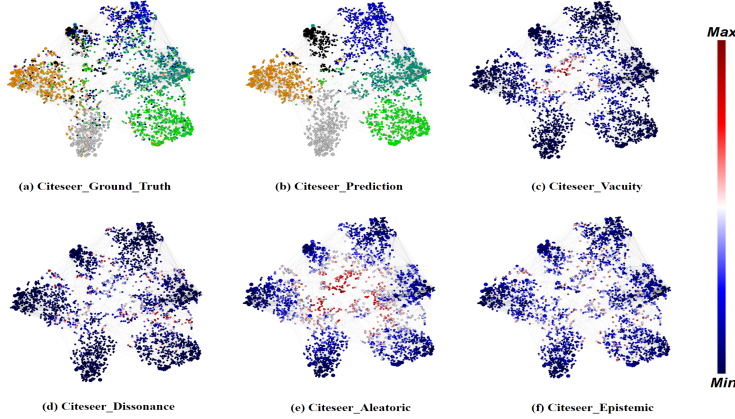 Max
(a) Citeseer_Ground_Truth
(b) Citeseer_Prediction
(c) Citeseer_Vacuity
Min
(d) Citeseer_Dissonance
(e) Citeseer_Aleatoric
(f) Citeseer_Epistemic